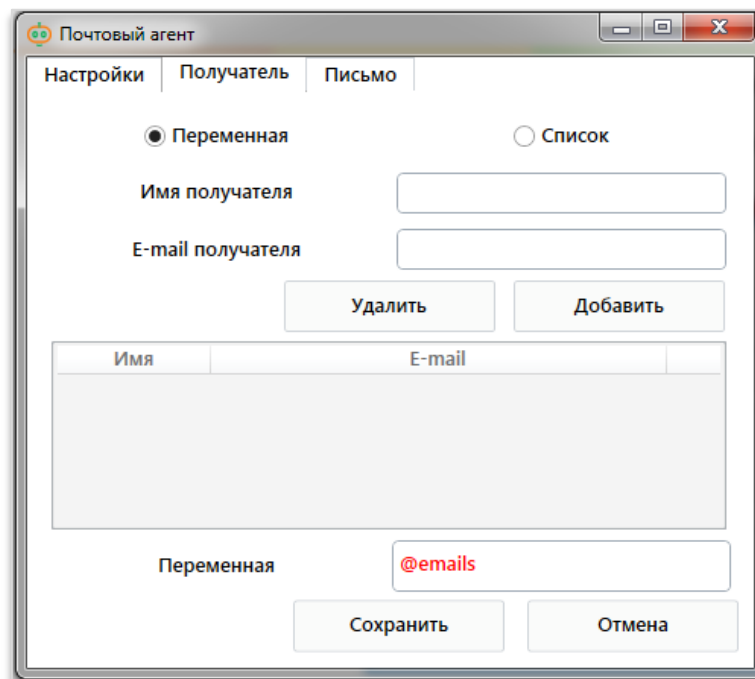 Почтовый агент
Настройки Получатель Письмо
Переменная Список
Имя получателя
E-mail получателя
Удалить Добавить
Имя E-mail
Переменная @emails
Сохранить Отмена